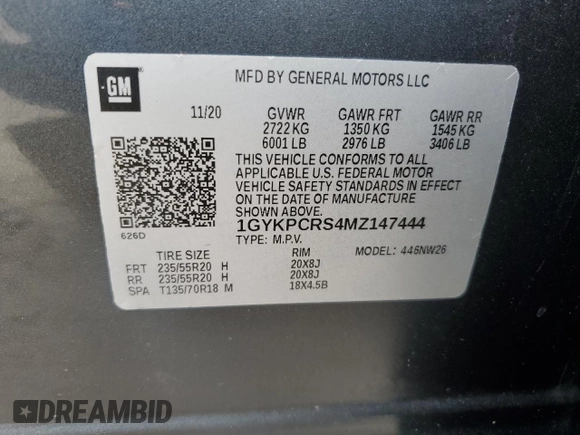 GM
MFD BY GENERAL MOTORS LLC
11/20 GVWR GAWR FRT GAWR RR
2722 KG 1350 KG 1545 KG
6001 LB 2976 LB 3406 LB
THIS VEHICLE CONFORMS TO ALL
APPLICABLE U.S. FEDERAL MOTOR
VEHICLE SAFETY STANDARDS IN EFFECT
ON THE DATE OF MANUFACTURE
SHOWN ABOVE.
1GYKPCRS4MZ147444
626D TYPE: M.P.V. MODEL: 446NW26
TIRE SIZE RIM
FRT 235/55R20 H 20X8J
RR 235/55R20 H 20X8J
SPA T135/70R18 M 18X4.5B
DREAMBID